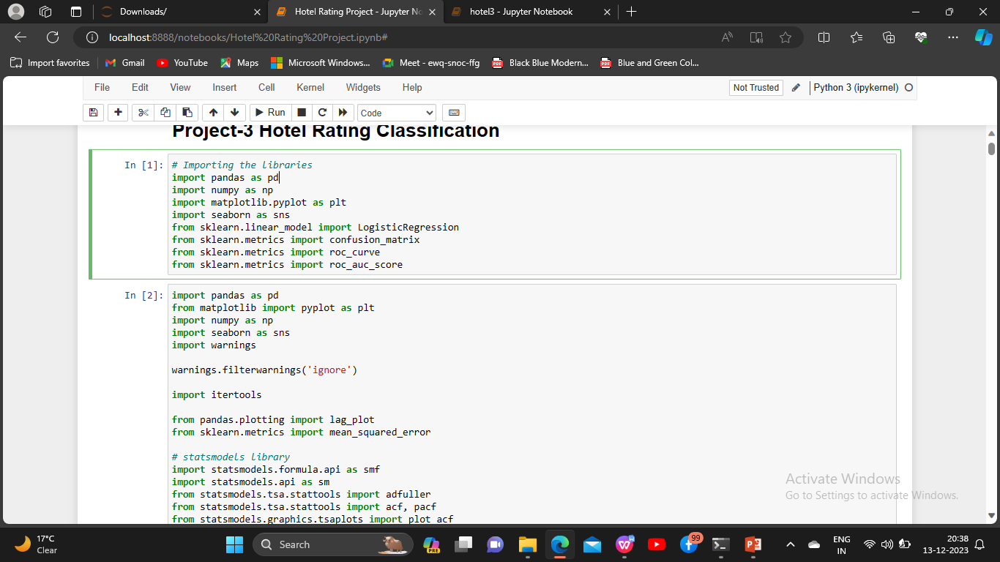 Downloads/
Hotel Rating Project - Jupyter No
hotel3 - Jupyter Notebook
localhost:8888/notebooks/Hotel%20Rating%20Project.ipynb#
Import favorites
Gmail
YouTube
Maps
Microsoft Windows...
Meet - ewq-snoc-ffg
Black Blue Modern...
Blue and Green Col...
File Edit View Insert Cell Kernel Widgets Help
Not Trusted
Python 3 (ipykernel)
Run
Code
Project-3 Hotel Rating Classification
In [1]:
# Importing the libraries
import pandas as pd
import numpy as np
import matplotlib.pyplot as plt
import seaborn as sns
from sklearn.linear_model import LogisticRegression
from sklearn.metrics import confusion_matrix
from sklearn.metrics import roc_curve
from sklearn.metrics import roc_auc_score
In [2]:
import pandas as pd
from matplotlib import pyplot as plt
import numpy as np
import seaborn as sns
import warnings
warnings.filterwarnings('ignore')
import itertools
from pandas.plotting import lag_plot
from sklearn.metrics import mean_squared_error
# statsmodels library
import statsmodels.formula.api as smf
import statsmodels.api as sm
from statsmodels.tsa.stattools import adfuller
from statsmodels.tsa.stattools import acf, pacf
from statsmodels.graphics.tsaplots import plot_acf
Activate Windows
Go to Settings to activate Windows.
17°C
Clear
Search
PRE
99
ENG
IN
20:38
13-12-2023